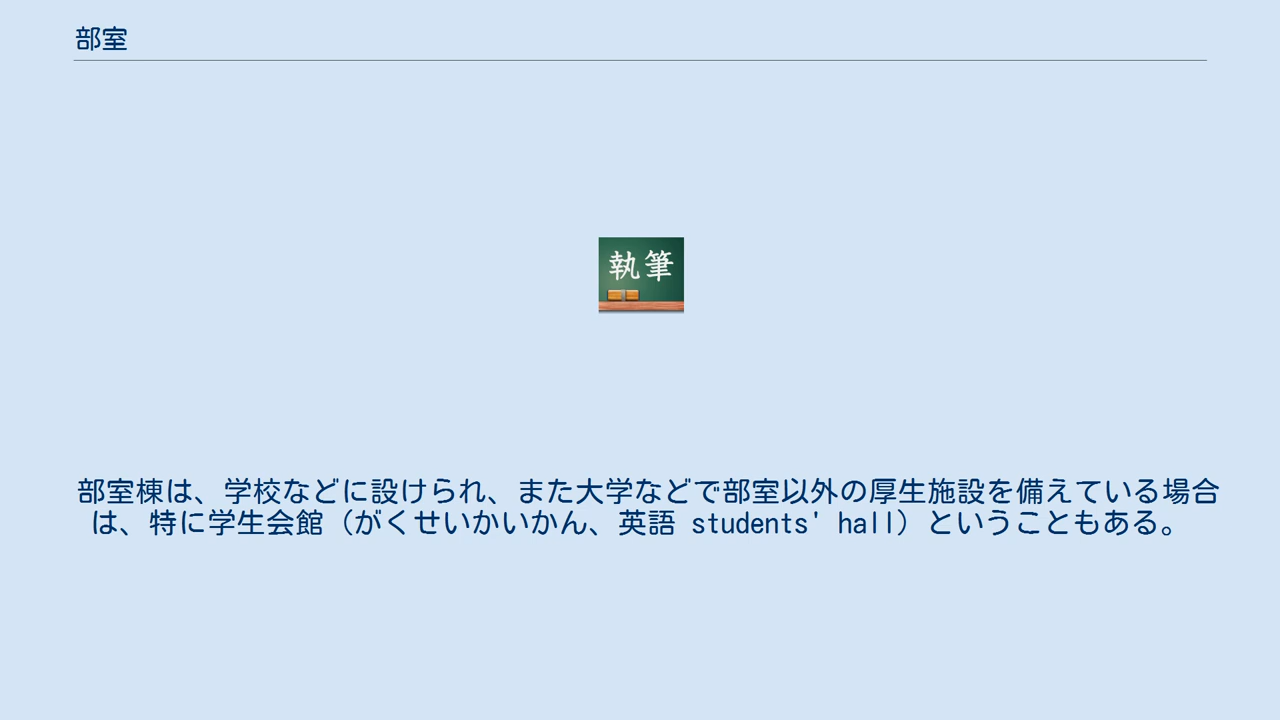 部室
執筆
部室棟は、学校などに設けられ、また大学などで部室以外の厚生施設を備えている場合
は、特に学生会館（がくせいかいかん、英語 students' hall）ということもある。